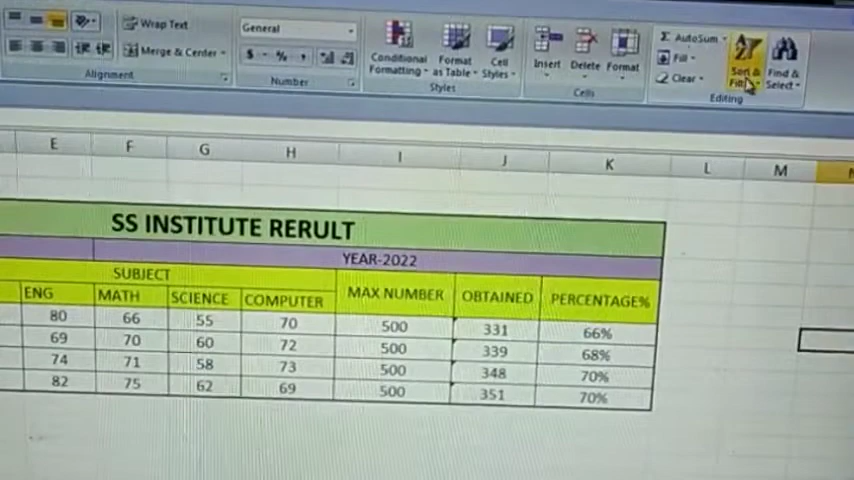 Wrap Text
General
AutoSum
Merge & Center
$ % ,
Conditional Formatting
Format as Table
Cell Styles
Insert
Delete
Format
Fill
Clear
Sort & Filter
Find & Select
Alignment
Number
Styles
Cells
Editing
E F G H I J K L M N
SS INSTITUTE RERULT
YEAR-2022
SUBJECT
ENG MATH SCIENCE COMPUTER MAX NUMBER OBTAINED PERCENTAGE%
80 66 55 70 500 331 66%
69 70 60 72 500 339 68%
74 71 58 73 500 348 70%
82 75 62 69 500 351 70%